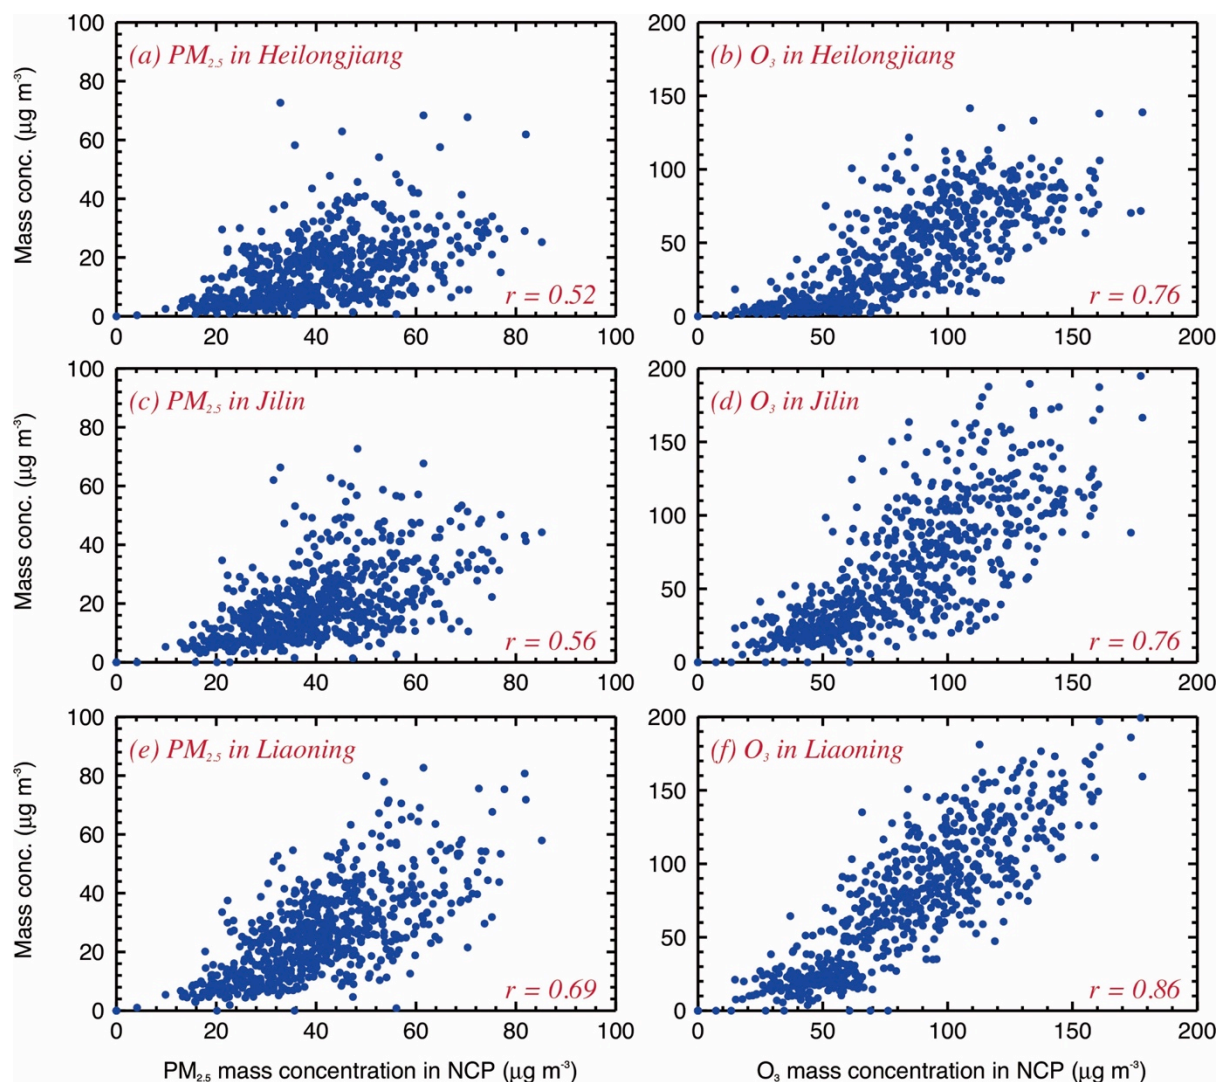 (a) PM2.5 in Heilongjiang
(b) O3 in Heilongjiang
Mass conc. (µg m-3)
100
80
60
40
20
0
r = 0.52
0 20 40 60 80 100
200
150
100
50
0
r = 0.76
0 50 100 150 200
(c) PM2.5 in Jilin
(d) O3 in Jilin
Mass conc. (µg m-3)
100
80
60
40
20
0
r = 0.56
0 20 40 60 80 100
200
150
100
50
0
r = 0.76
0 50 100 150 200
(e) PM2.5 in Liaoning
(f) O3 in Liaoning
Mass conc. (µg m-3)
100
80
60
40
20
0
r = 0.69
0 20 40 60 80 100
PM2.5 mass concentration in NCP (µg m-3)
200
150
100
50
0
r = 0.86
0 50 100 150 200
O3 mass concentration in NCP (µg m-3)